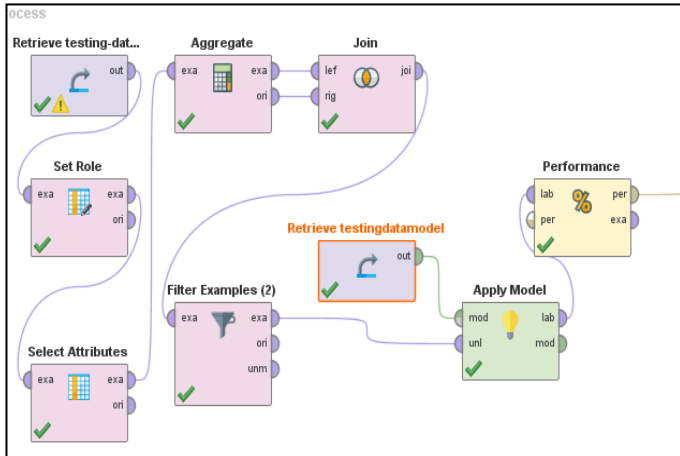 ocess
Retrieve testing-dat...
out
Aggregate
exa
exa
ori
Join
lef
joi
rig
Set Role
exa
exa
ori
Performance
lab
per
%
per
exa
Retrieve testingdatamodel
out
Filter Examples (2)
exa
exa
ori
unm
Apply Model
mod
lab
unl
mod
Select Attributes
exa
exa
ori